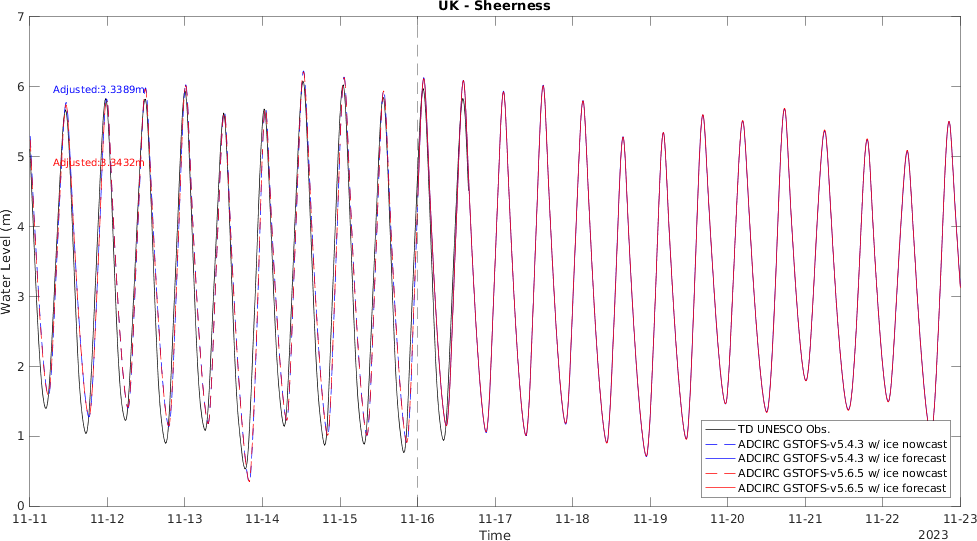 UK - Sheerness
7
6
5
4
3
2
1
0
Water Level (m)
Adjusted:3.3389m
Adjusted:3.3432m
TD UNESCO Obs.
ADCIRC GSTOFS-v5.4.3 w/ ice nowcast
ADCIRC GSTOFS-v5.4.3 w/ ice forecast
ADCIRC GSTOFS-v5.6.5 w/ ice nowcast
ADCIRC GSTOFS-v5.6.5 w/ ice forecast
11-11 11-12 11-13 11-14 11-15 11-16 11-17 11-18 11-19 11-20 11-21 11-22 11-23
Time
2023